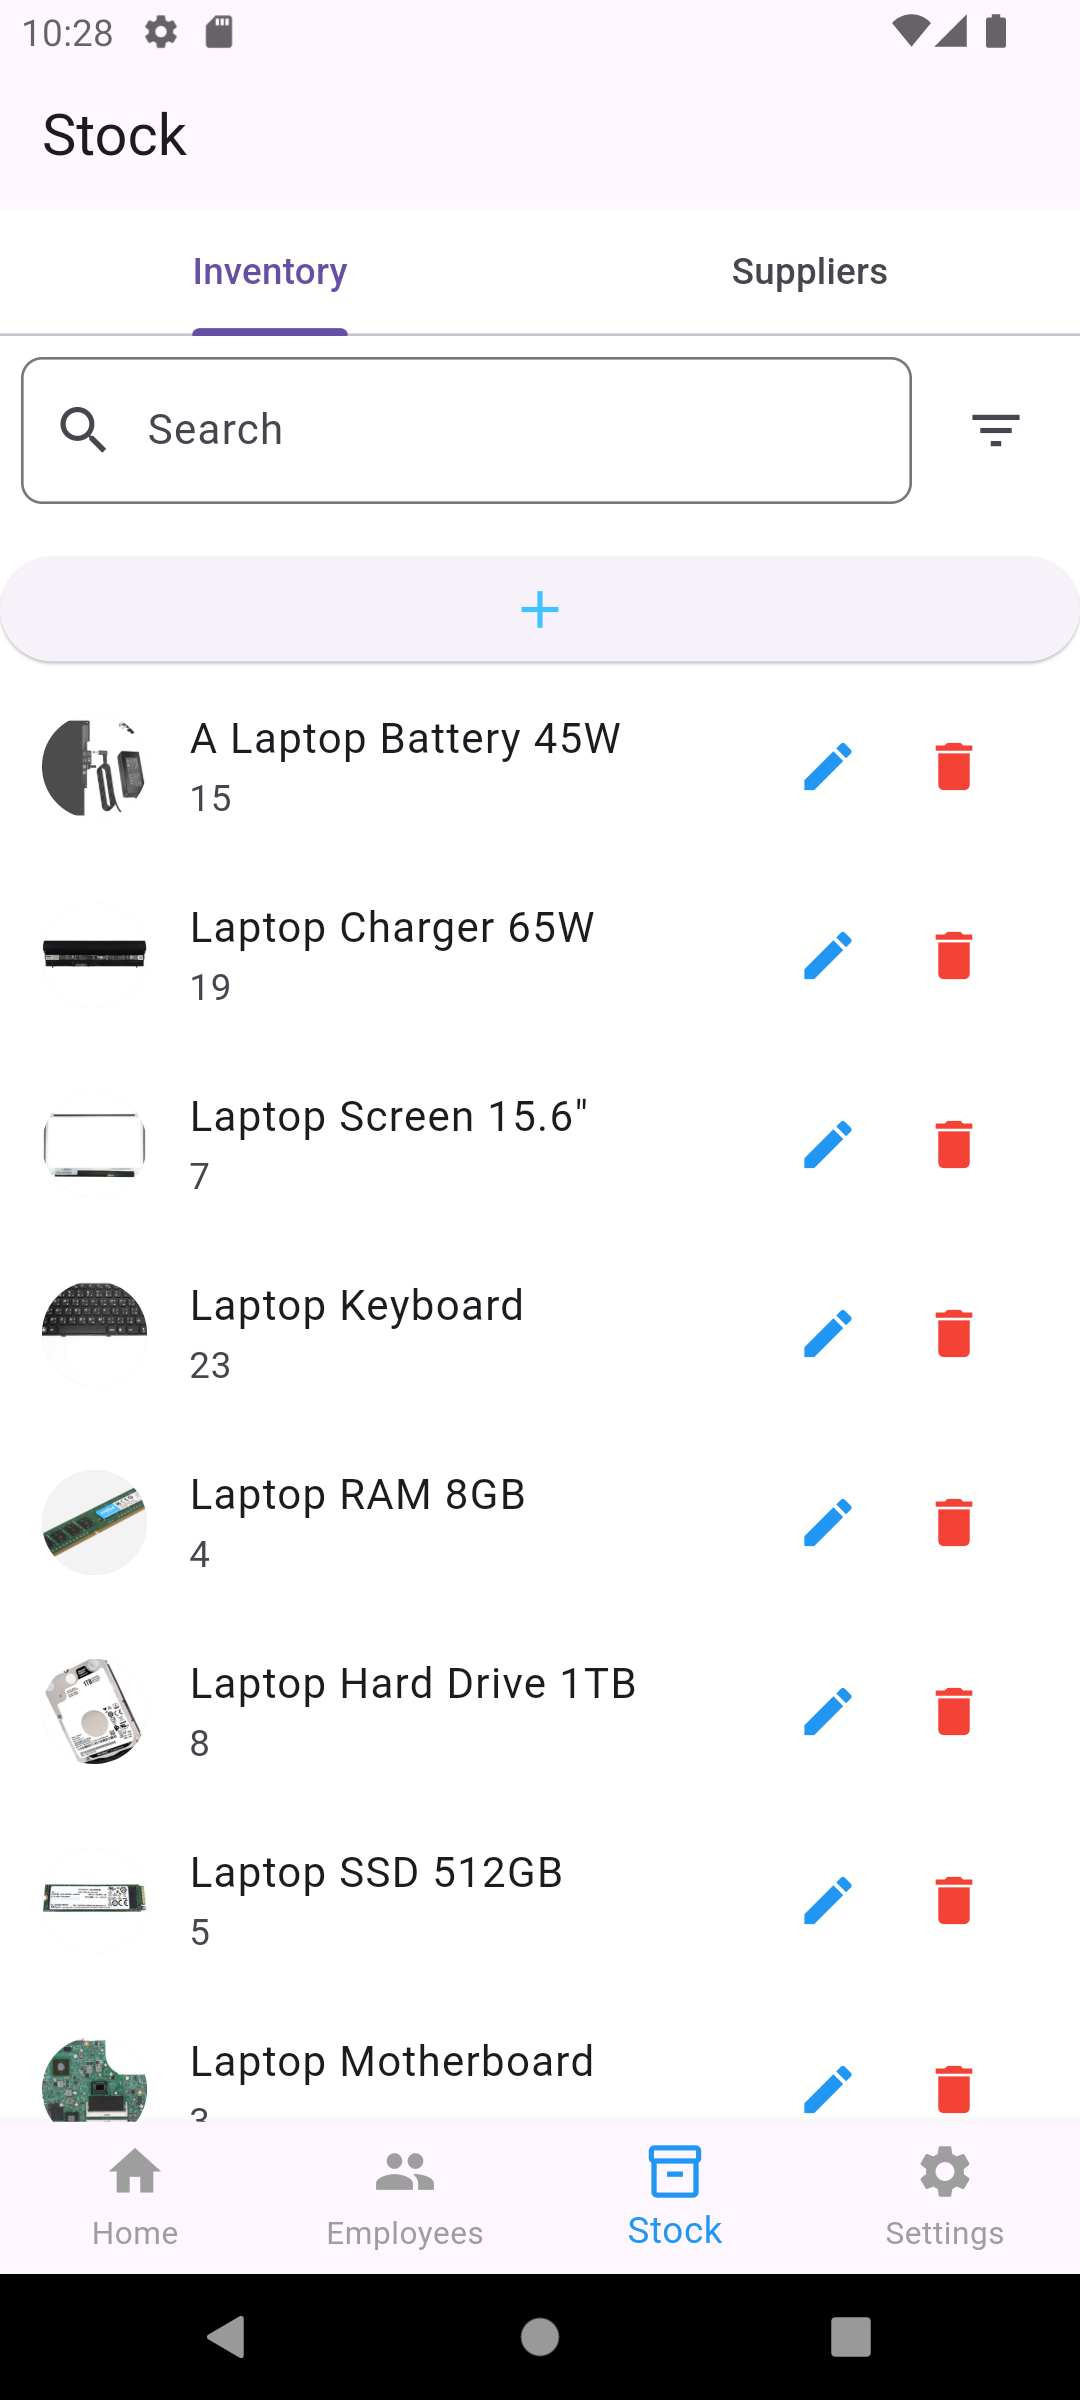 10:28
Stock
Inventory
Suppliers
Search
A Laptop Battery 45W
15
Laptop Charger 65W
19
Laptop Screen 15.6"
7
Laptop Keyboard
23
Laptop RAM 8GB
4
Laptop Hard Drive 1TB
8
Laptop SSD 512GB
5
Laptop Motherboard
3
Home
Employees
Stock
Settings